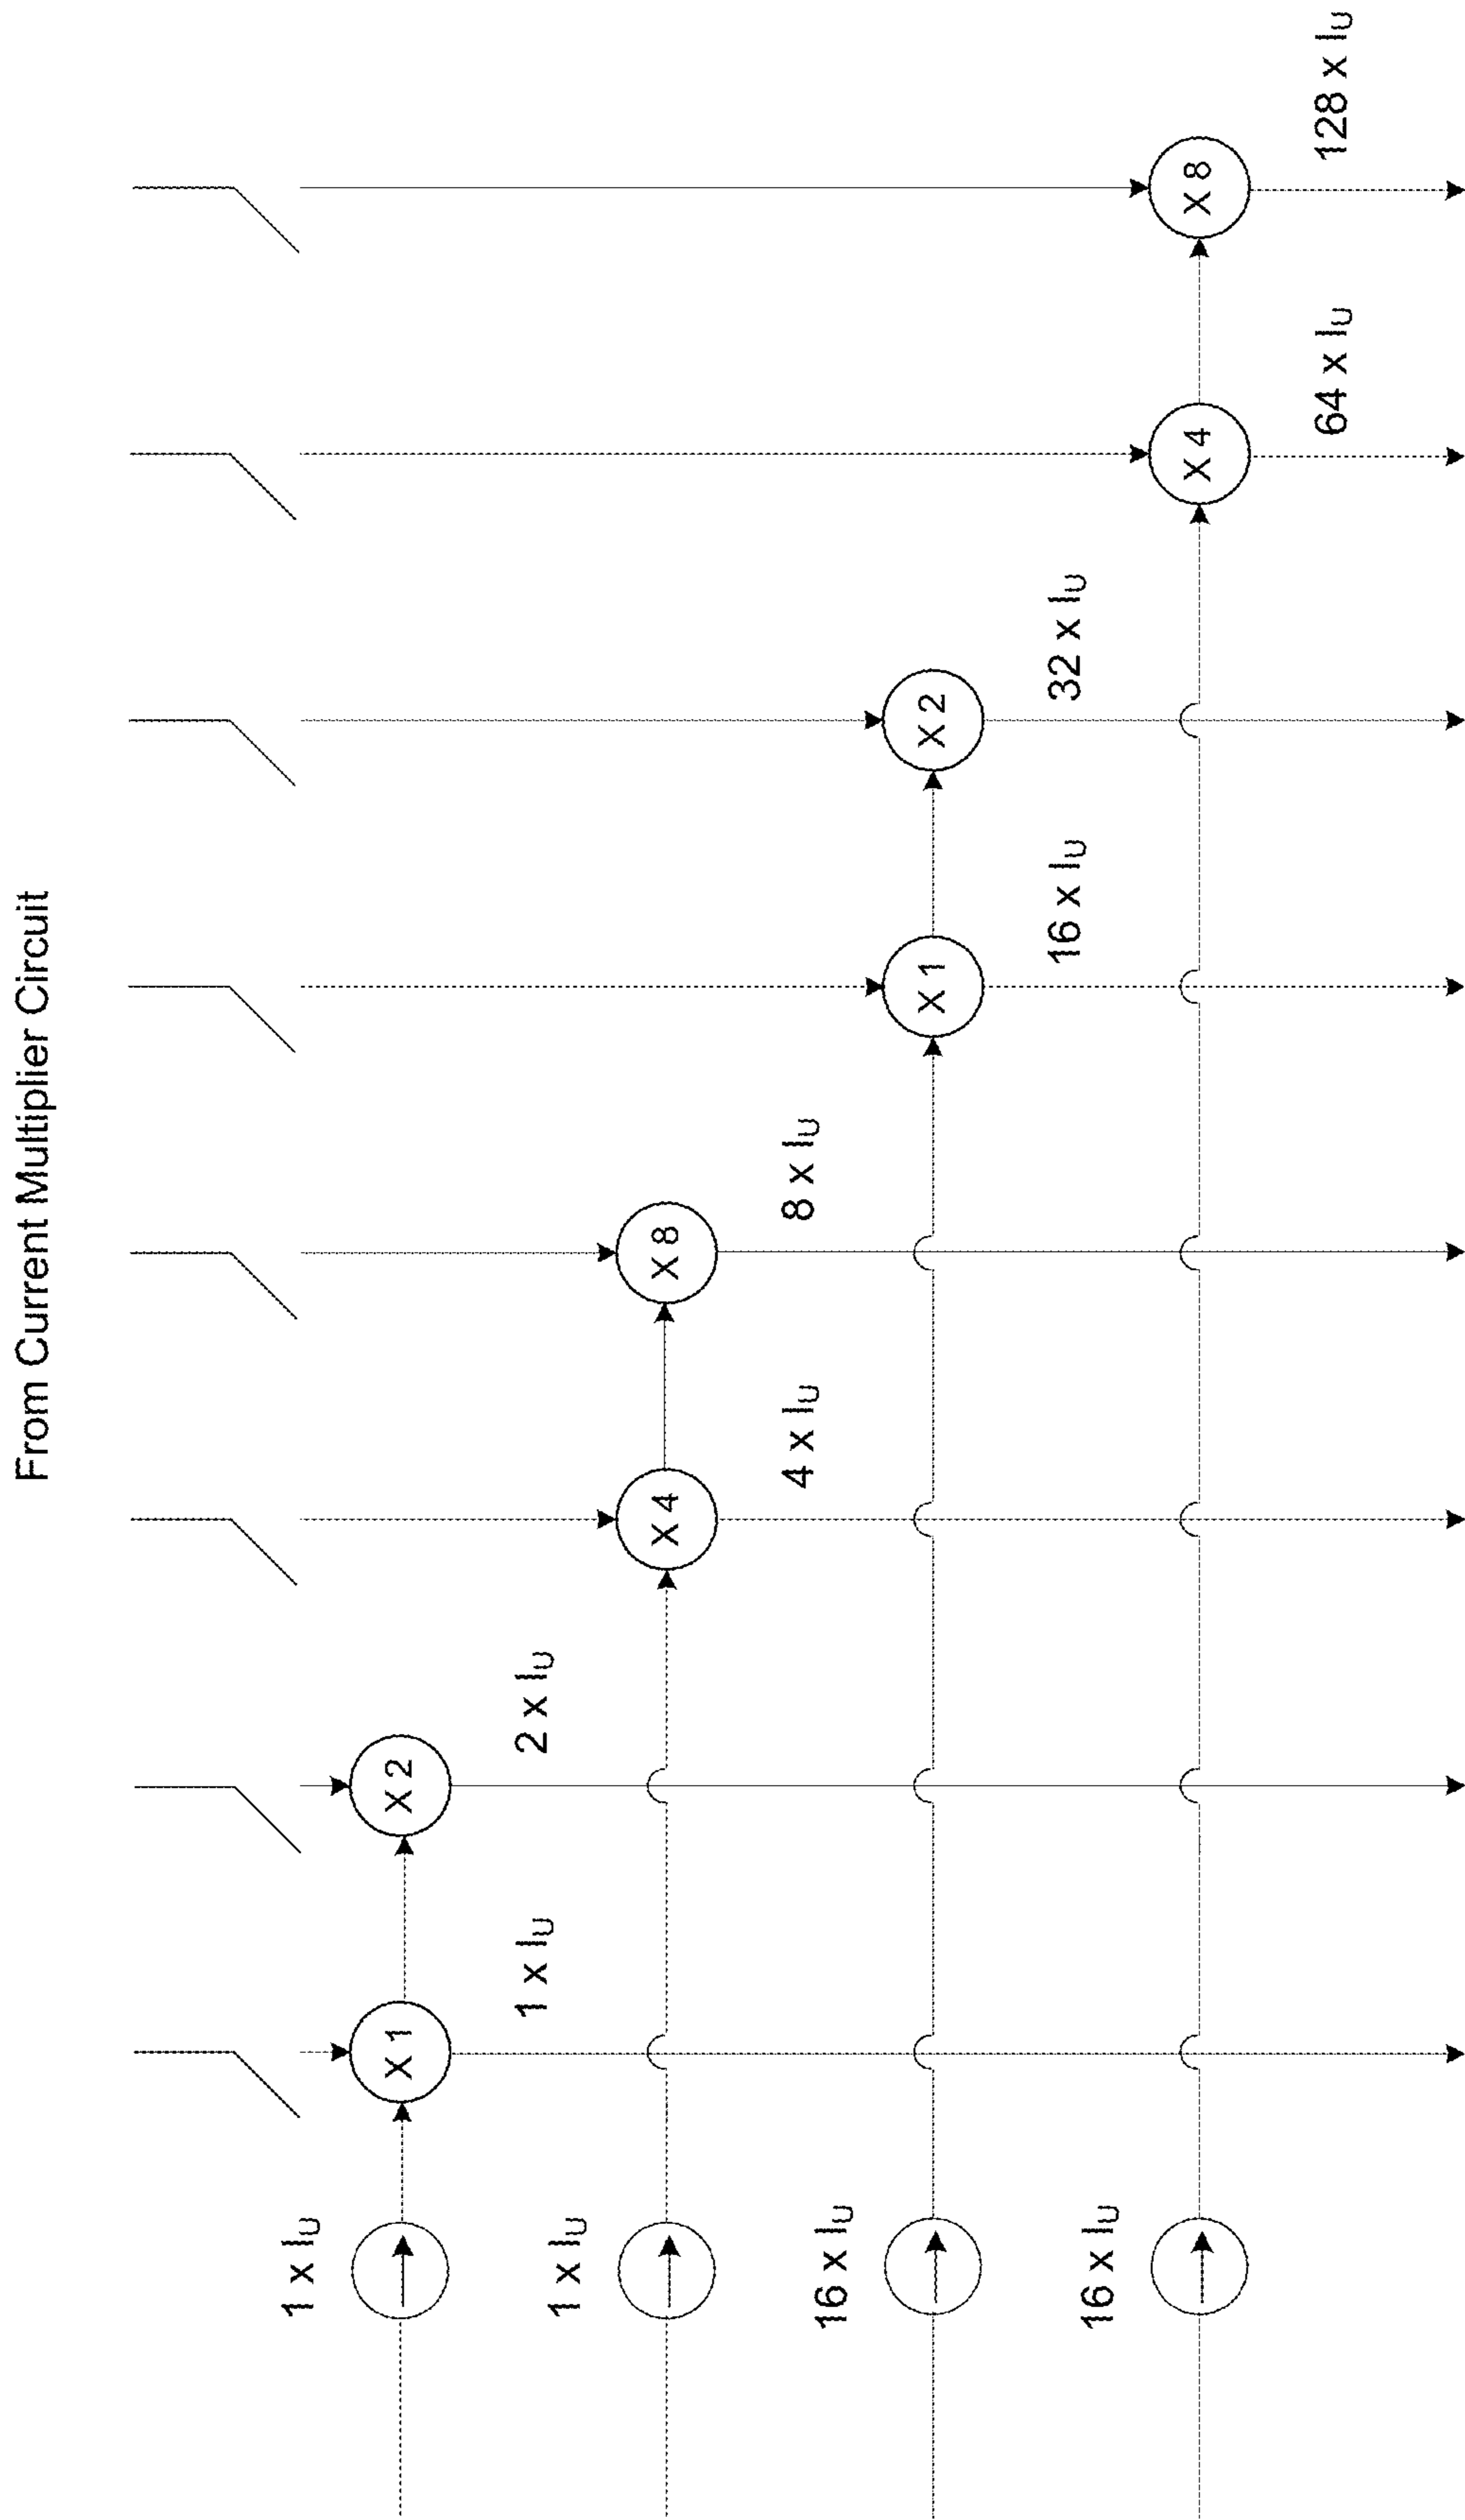 From Current Multiplier Circuit
1 x IU
X 1
1 x IU
X 2
2 x IU
1 x IU
X 4
4 x IU
X 8
8 x IU
16 x IU
X 1
16 x IU
X 2
32 x IU
16 x IU
X 4
64 x IU
X 8
128 x IU